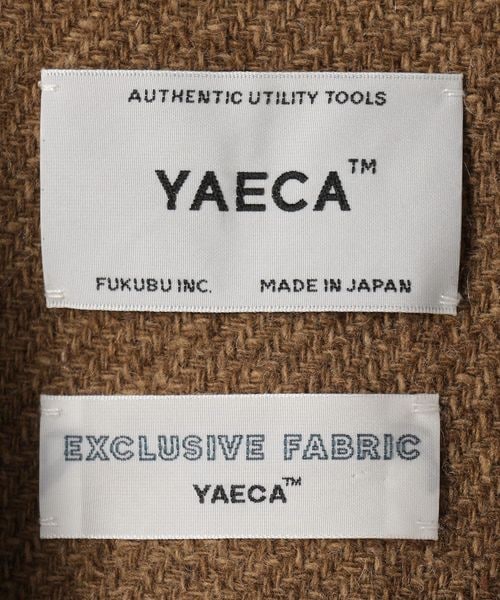 AUTHENTIC UTILITY TOOLS
YAECA™
FUKUBU INC. MADE IN JAPAN
EXCLUSIVE FABRIC
YAECA™